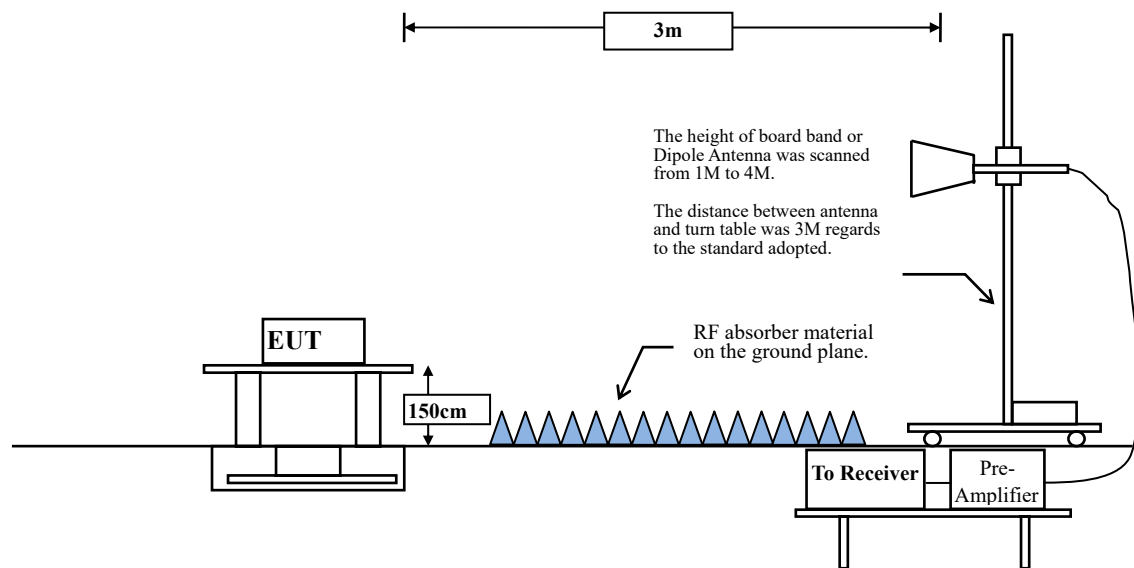 3m
The height of board band or
Dipole Antenna was scanned
from 1M to 4M.
The distance between antenna
and turn table was 3M regards
to the standard adopted.
EUT
RF absorber material
on the ground plane.
150cm
To Receiver
Pre-
Amplifier